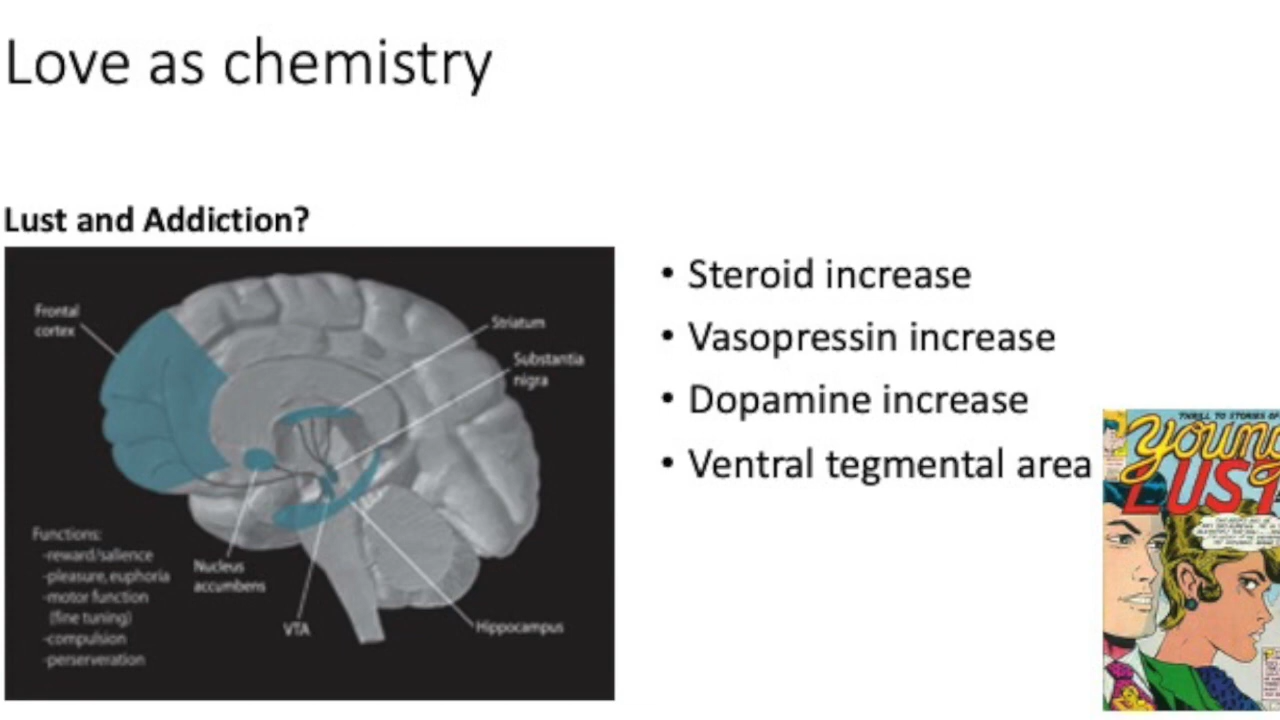 Love as chemistry
Lust and Addiction?
Frontal
cortex
Striatum
Substantia
nigra
Functions:
-reward/salience
-pleasure, euphoria
-motor function
(fine tuning)
-compulsion
-perserveration
Nucleus
accumbens
VTA
Hippocampus
• Steroid increase
• Vasopressin increase
• Dopamine increase
• Ventral tegmental area
THRILL TO STORIES OF
Young
LUST